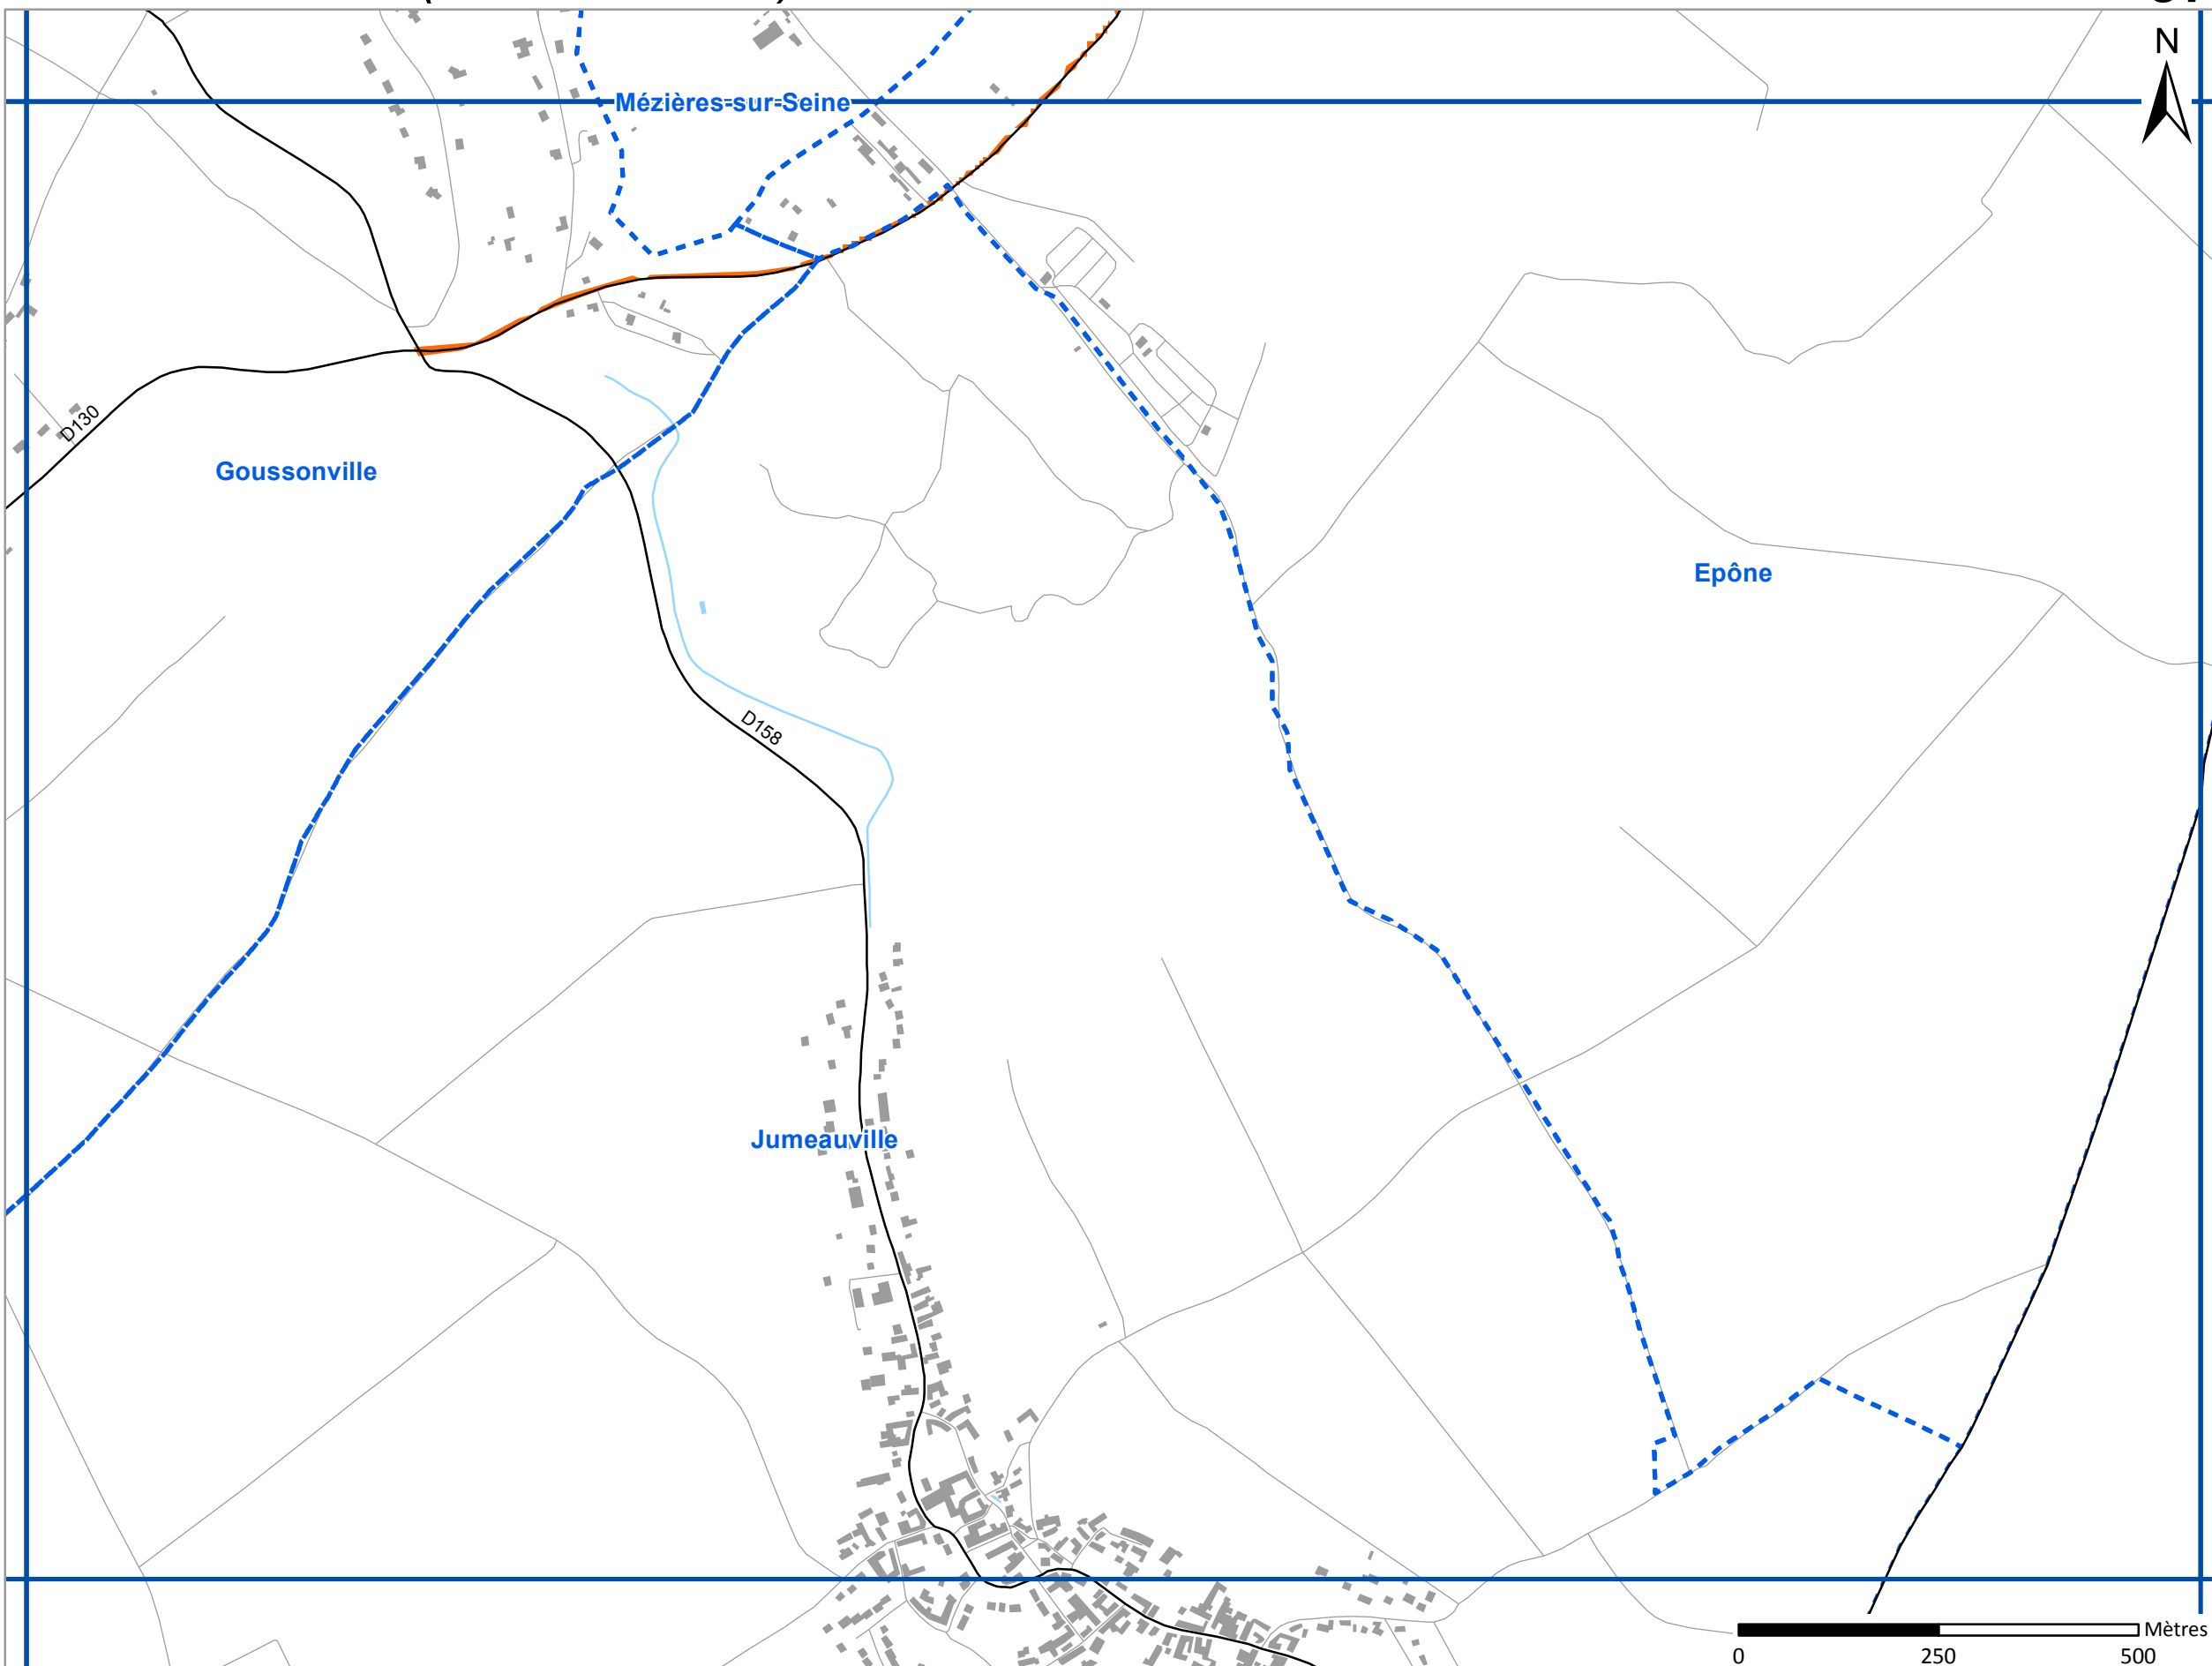 N
Mézières-sur-Seine
D130
Goussonville
Epône
D158
Jumeauville
Mètres
0 250 500